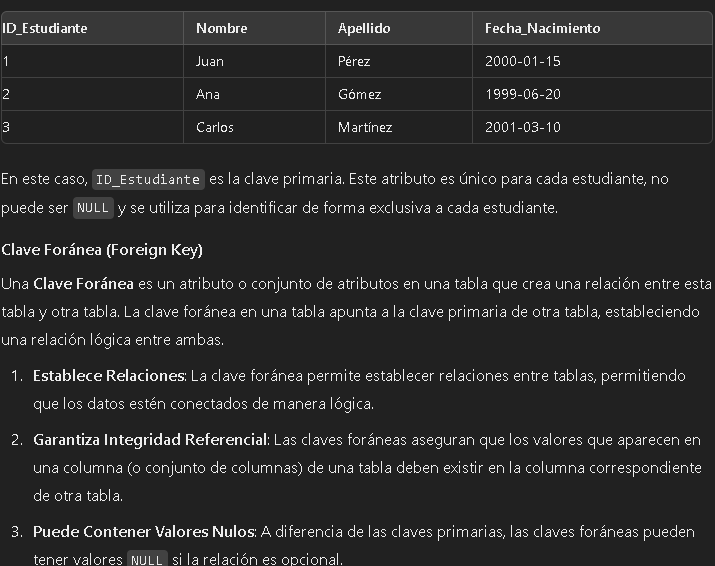 ID_Estudiante Nombre Apellido Fecha_Nacimiento
1 Juan Pérez 2000-01-15
2 Ana Gómez 1999-06-20
3 Carlos Martínez 2001-03-10
En este caso, ID_Estudiante es la clave primaria. Este atributo es único para cada estudiante, no
puede ser NULL y se utiliza para identificar de forma exclusiva a cada estudiante.
Clave Foránea (Foreign Key)
Una Clave Foránea es un atributo o conjunto de atributos en una tabla que crea una relación entre esta
tabla y otra tabla. La clave foránea en una tabla apunta a la clave primaria de otra tabla, estableciendo
una relación lógica entre ambas.
1. Establece Relaciones: La clave foránea permite establecer relaciones entre tablas, permitiendo
que los datos estén conectados de manera lógica.
2. Garantiza Integridad Referencial: Las claves foráneas aseguran que los valores que aparecen en
una columna (o conjunto de columnas) de una tabla deben existir en la columna correspondiente
de otra tabla.
3. Puede Contener Valores Nulos: A diferencia de las claves primarias, las claves foráneas pueden
tener valores NULL si la relación es opcional.